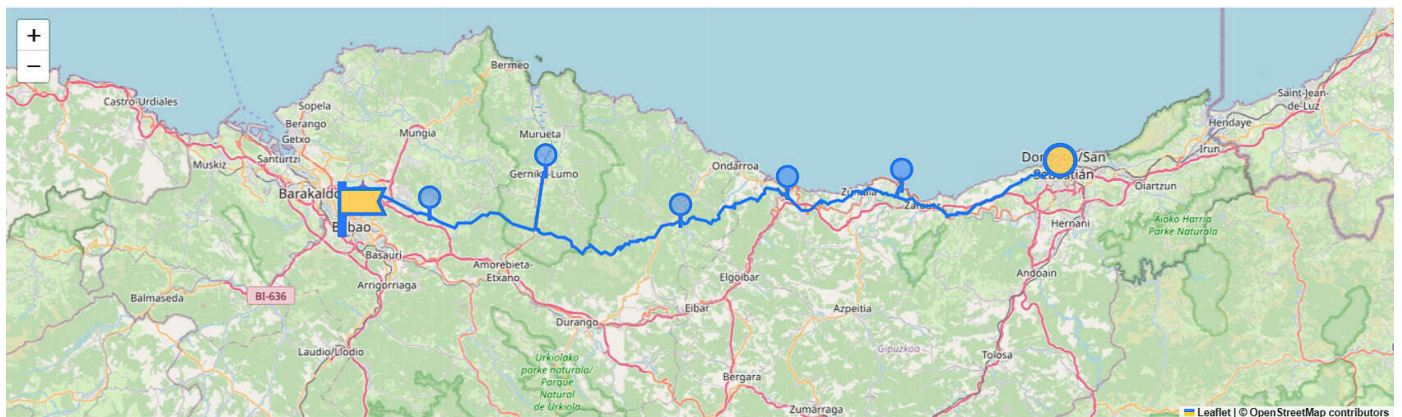 +
−
Castro-Urdiales
Sopela
Berango
Getxo
Santurtzi
Muskiz
Barakaldo
Bilbao
Basauri
Arrigorriaga
BI-636
Balmaseda
Laudio/Llodio
Mungia
Bermeo
Murueta
Gernika-Lumo
Amorebieta-
Etxano
Durango
Urkiolako
parke naturala/
Parque
Natural
de Urkiola
Ondarroa
Elgoibar
Eibar
Bergara
Zumarraga
Azpeitia
Gipuzkoa
Zarautz
Sebastián
Hernani
Andoain
Tolosa
Oiartzun
Irun
Hendaye
Saint-Jean-
de-Luz
Aiako Harria
Parke Naturala
Leaflet | © OpenStreetMap contributors